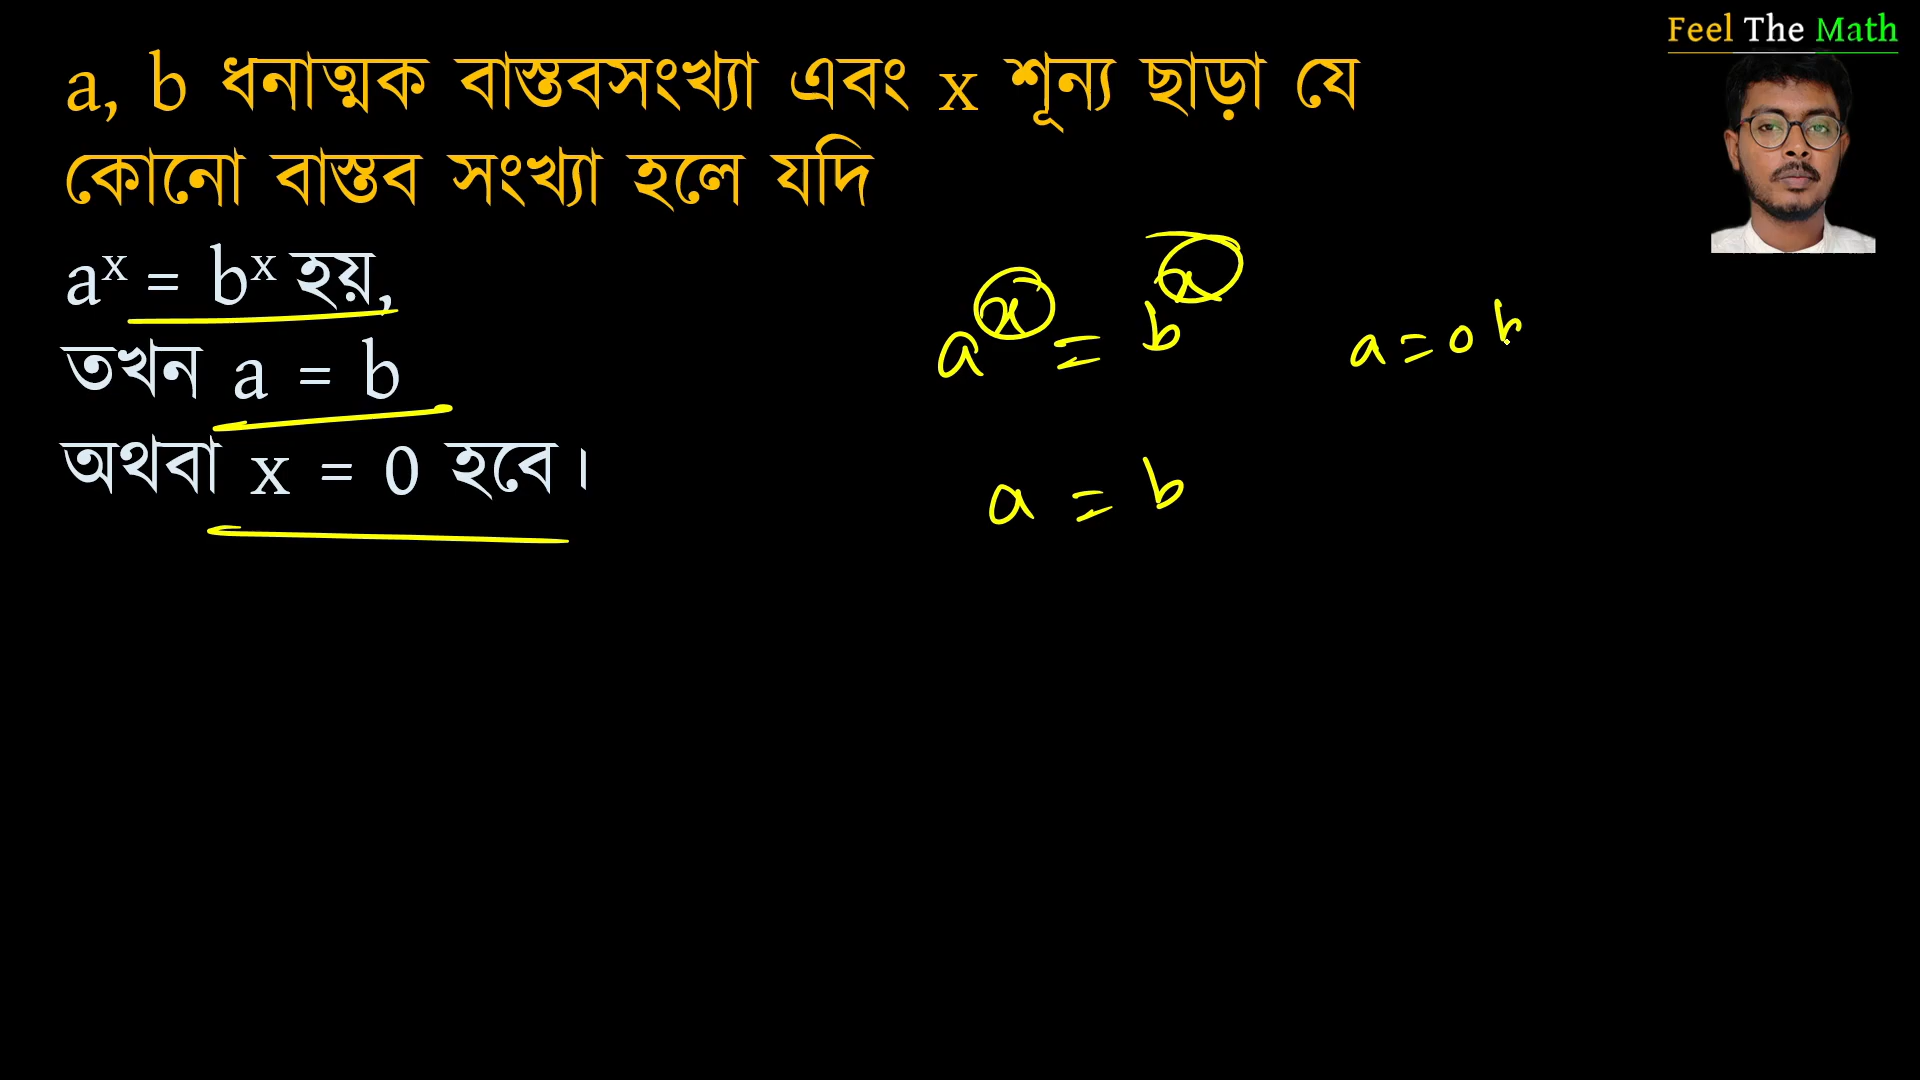 Feel The Math
a, b ধনাত্মক বাস্তবসংখ্যা এবং x শূন্য ছাড়া যে
কোনো বাস্তব সংখ্যা হলে যদি
aˣ = bˣ হয়,
তখন a = b
অথবা x = 0 হবে।
aˣ = bˣ
a = 0 b
a = b